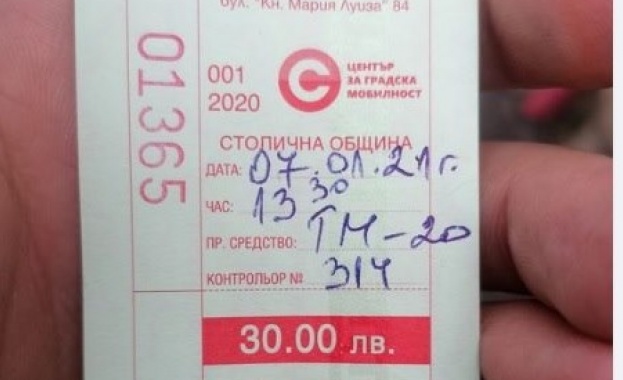 бул. "Кн. Мария Луиза" 84
01365
001
2020
ЦЕНТЪР
ЗА ГРАДСКА
МОБИЛНОСТ
СТОЛИЧНА ОБЩИНА
ДАТА: 07.01.21г.
ЧАС: 13 30
ПР. СРЕДСТВО: ТМ-20
КОНТРОЛЬОР № 314
30.00 лв.